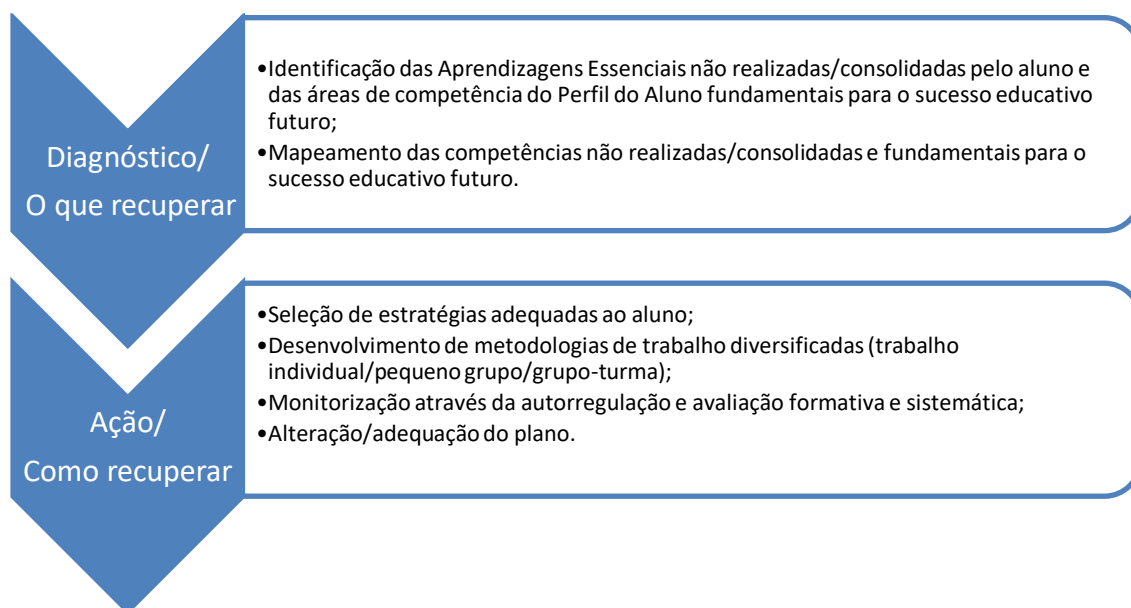 Diagnóstico/
O que recuperar
•Identificação das Aprendizagens Essenciais não realizadas/consolidadas pelo aluno e
das áreas de competência do Perfil do Aluno fundamentais para o sucesso educativo
futuro;
•Mapeamento das competências não realizadas/consolidadas e fundamentais para o
sucesso educativo futuro.
Ação/
Como recuperar
•Seleção de estratégias adequadas ao aluno;
•Desenvolvimento de metodologias de trabalho diversificadas (trabalho
individual/pequeno grupo/grupo-turma);
•Monitorização através da autorregulação e avaliação formativa e sistemática;
•Alteração/adequação do plano.